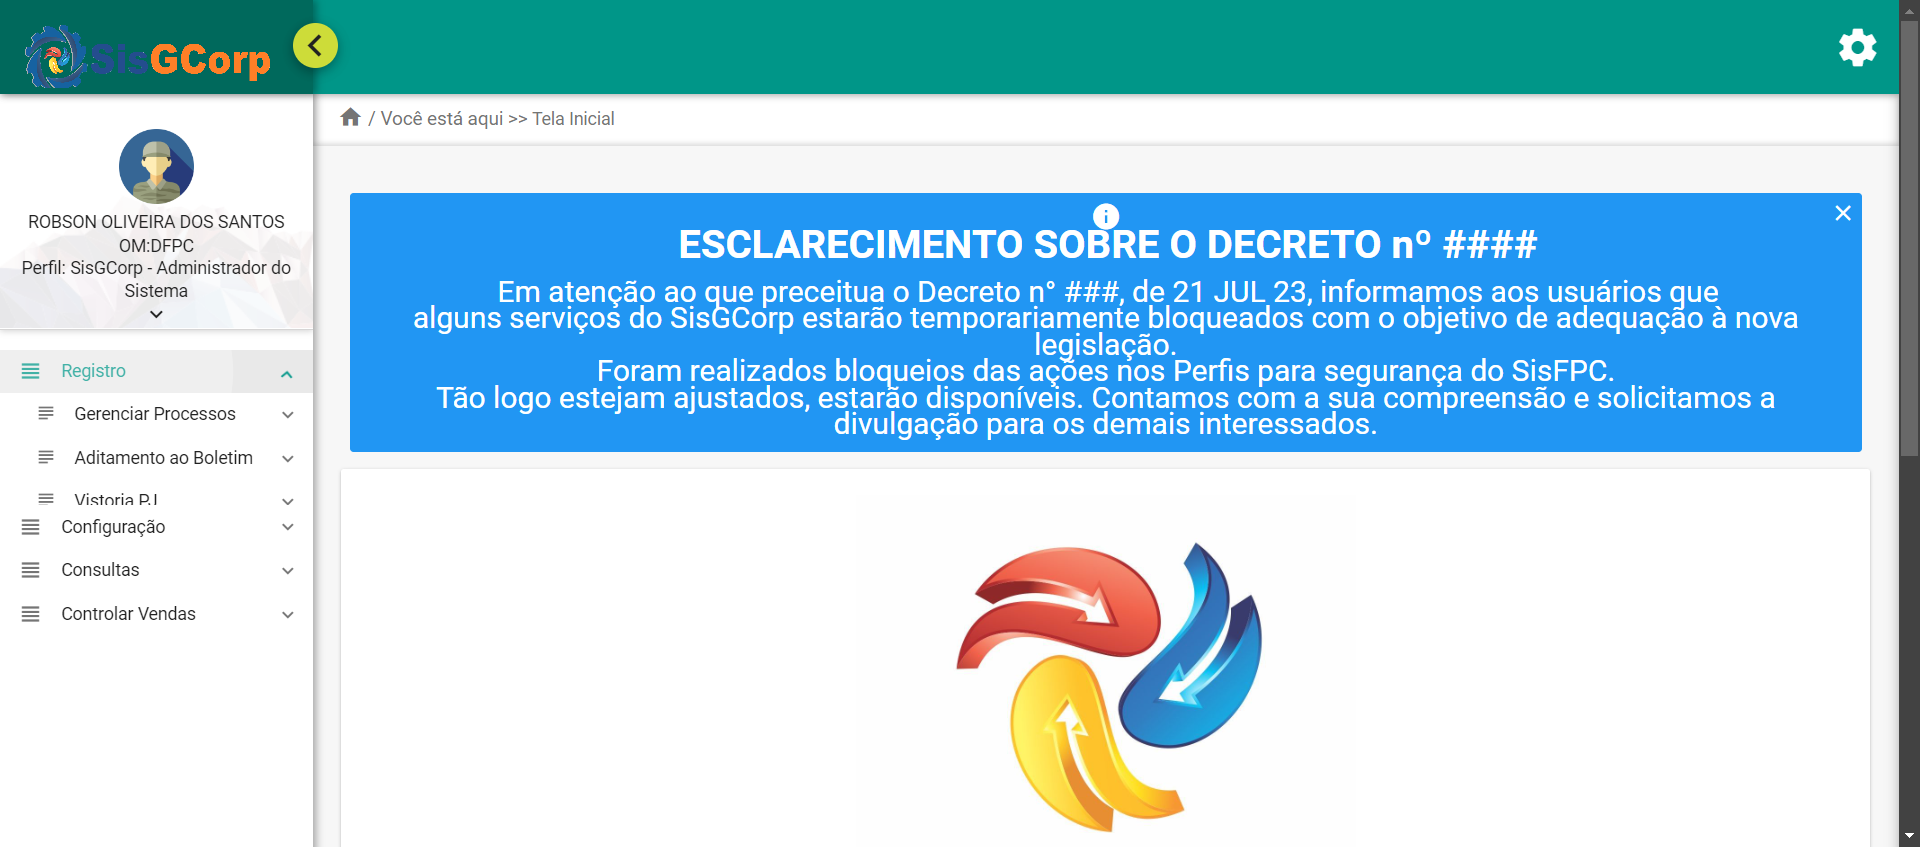 SisGCorp
/ Você está aqui >> Tela Inicial
ROBSON OLIVEIRA DOS SANTOS
OM:DFPC
Perfil: SisGCorp - Administrador do
Sistema
Registro
Gerenciar Processos
Aditamento ao Boletim
Vistoria PJ
Configuração
Consultas
Controlar Vendas
ESCLARECIMENTO SOBRE O DECRETO nº ####
Em atenção ao que preceitua o Decreto n° ###, de 21 JUL 23, informamos aos usuários que
alguns serviços do SisGCorp estarão temporariamente bloqueados com o objetivo de adequação à nova
legislação.
Foram realizados bloqueios das ações nos Perfis para segurança do SisFPC.
Tão logo estejam ajustados, estarão disponíveis. Contamos com a sua compreensão e solicitamos a
divulgação para os demais interessados.